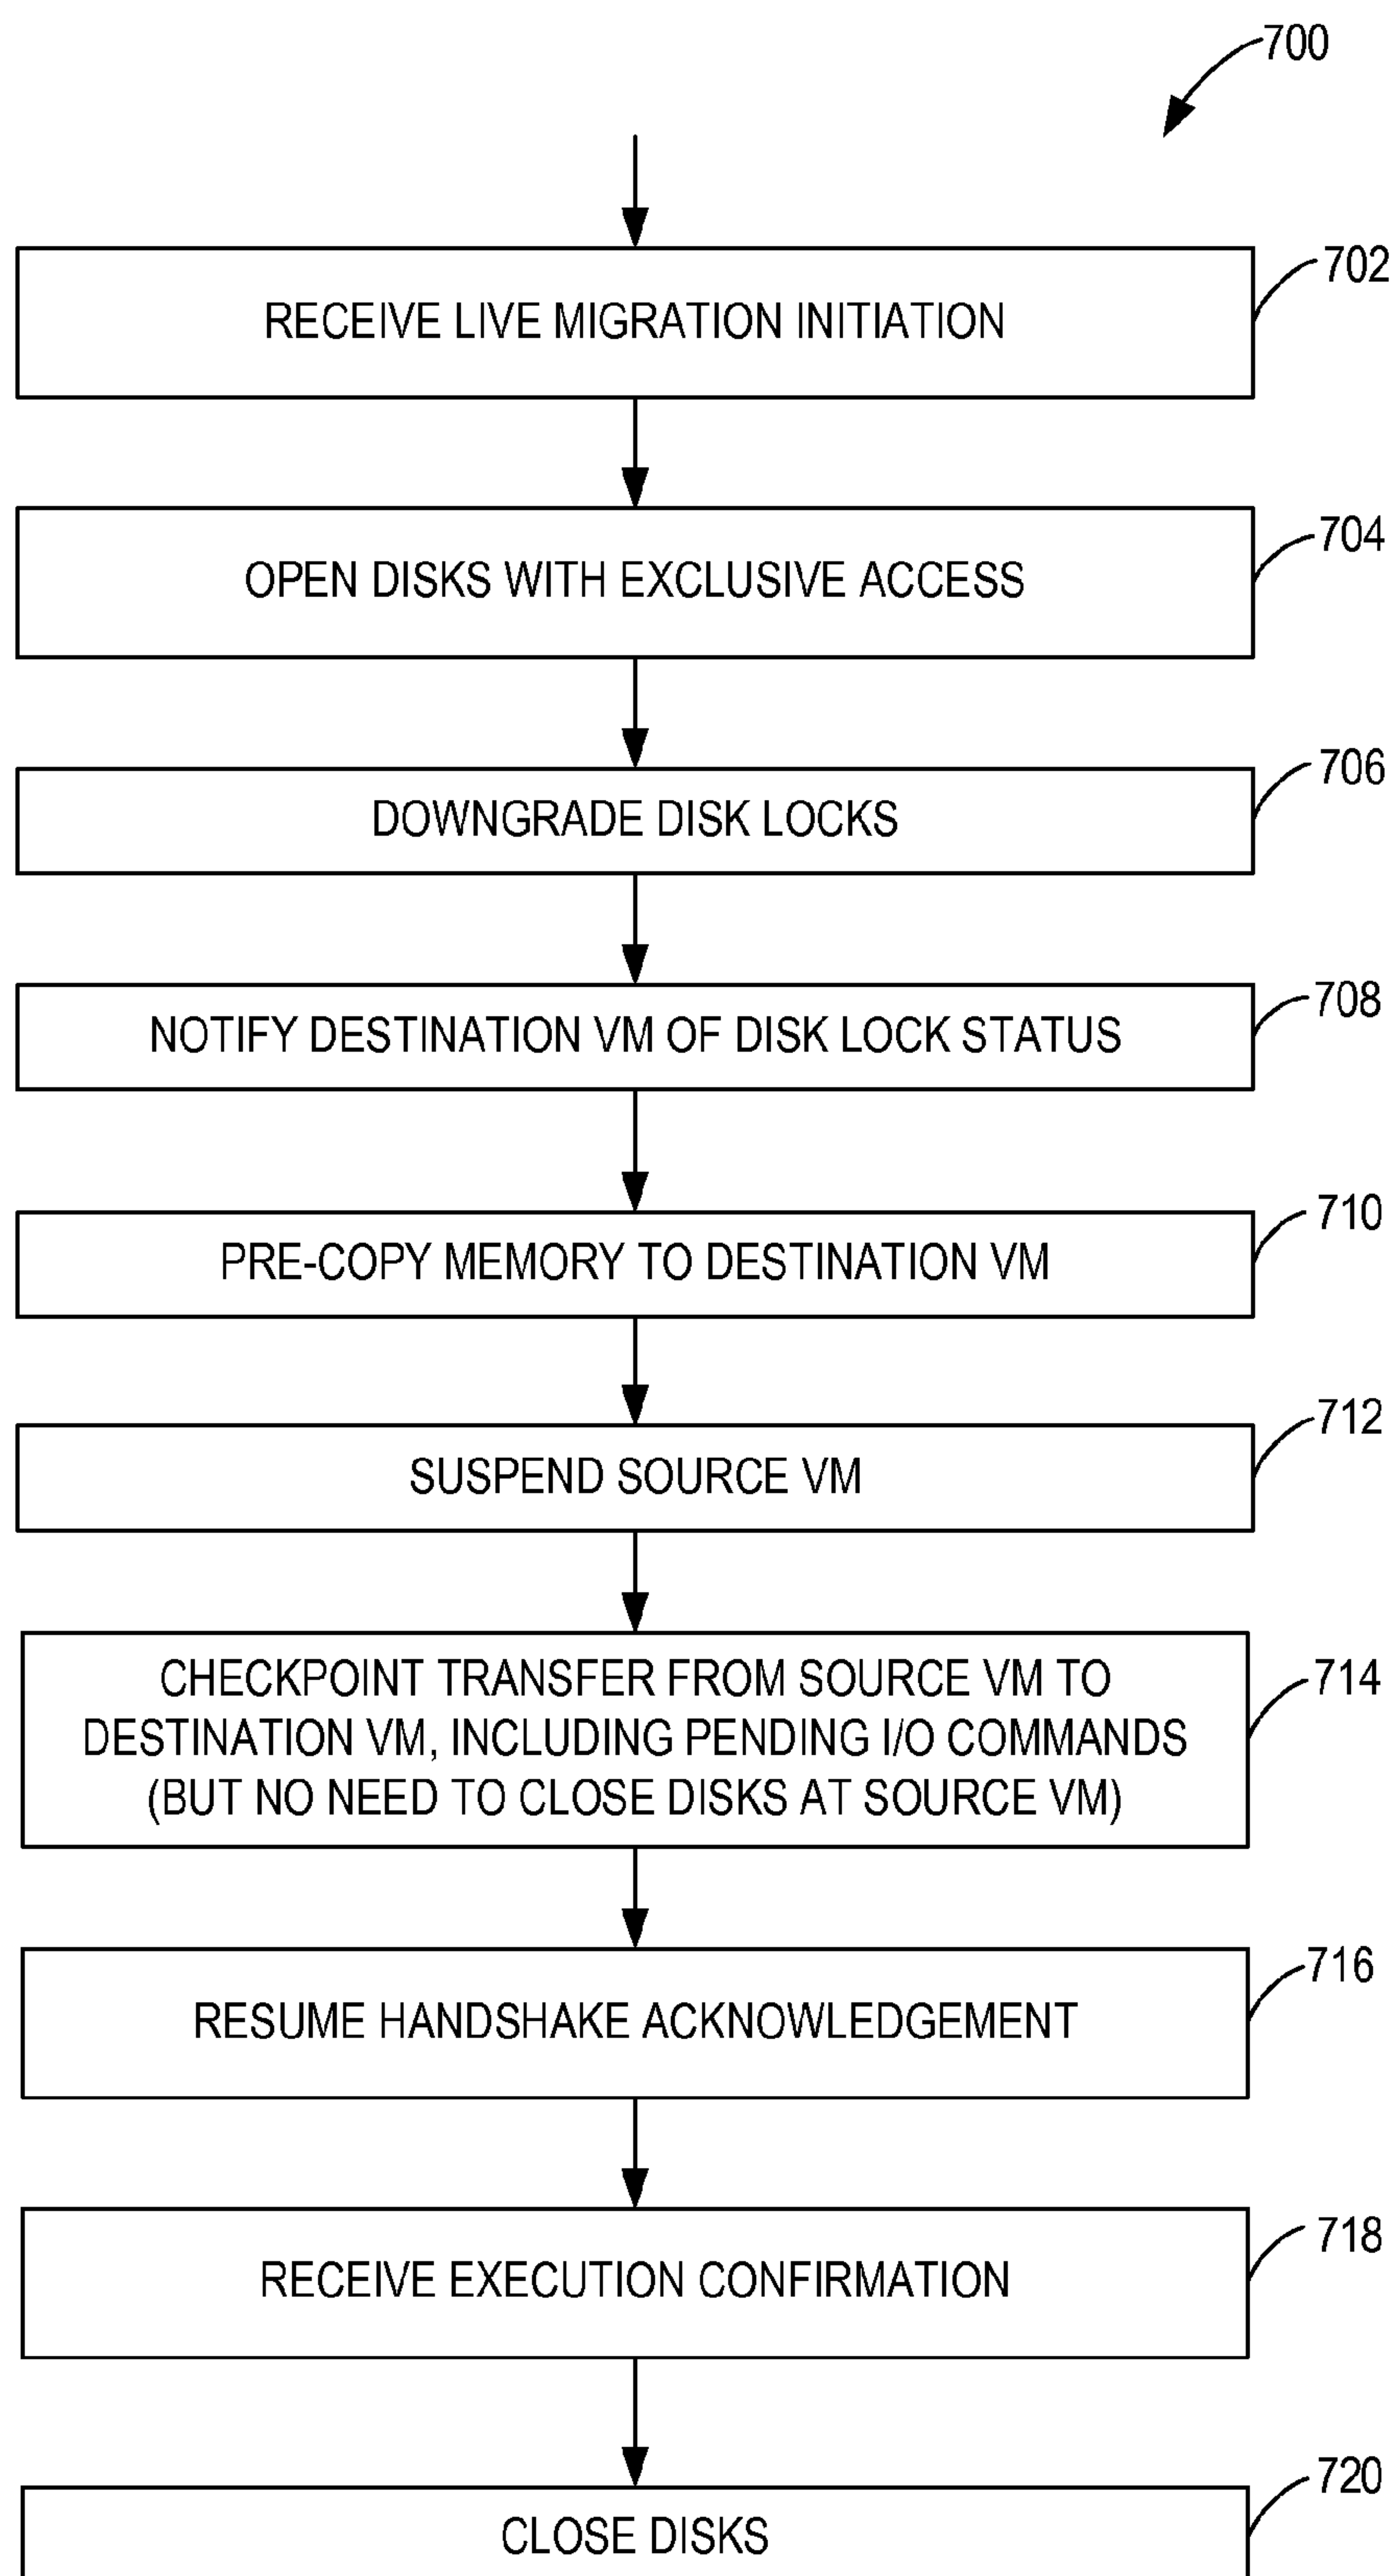 700
RECEIVE LIVE MIGRATION INITIATION
702
OPEN DISKS WITH EXCLUSIVE ACCESS
704
DOWNGRADE DISK LOCKS
706
NOTIFY DESTINATION VM OF DISK LOCK STATUS
708
PRE-COPY MEMORY TO DESTINATION VM
710
SUSPEND SOURCE VM
712
CHECKPOINT TRANSFER FROM SOURCE VM TO
DESTINATION VM, INCLUDING PENDING I/O COMMANDS
(BUT NO NEED TO CLOSE DISKS AT SOURCE VM)
714
RESUME HANDSHAKE ACKNOWLEDGEMENT
716
RECEIVE EXECUTION CONFIRMATION
718
CLOSE DISKS
720